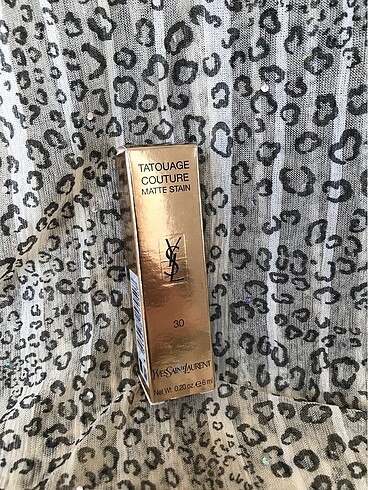 TATOUAGE
COUTURE
MATTE STAIN
YSL
30
YVESSAINTLAURENT
Net Wt. 0.20 oz. e 6 ml